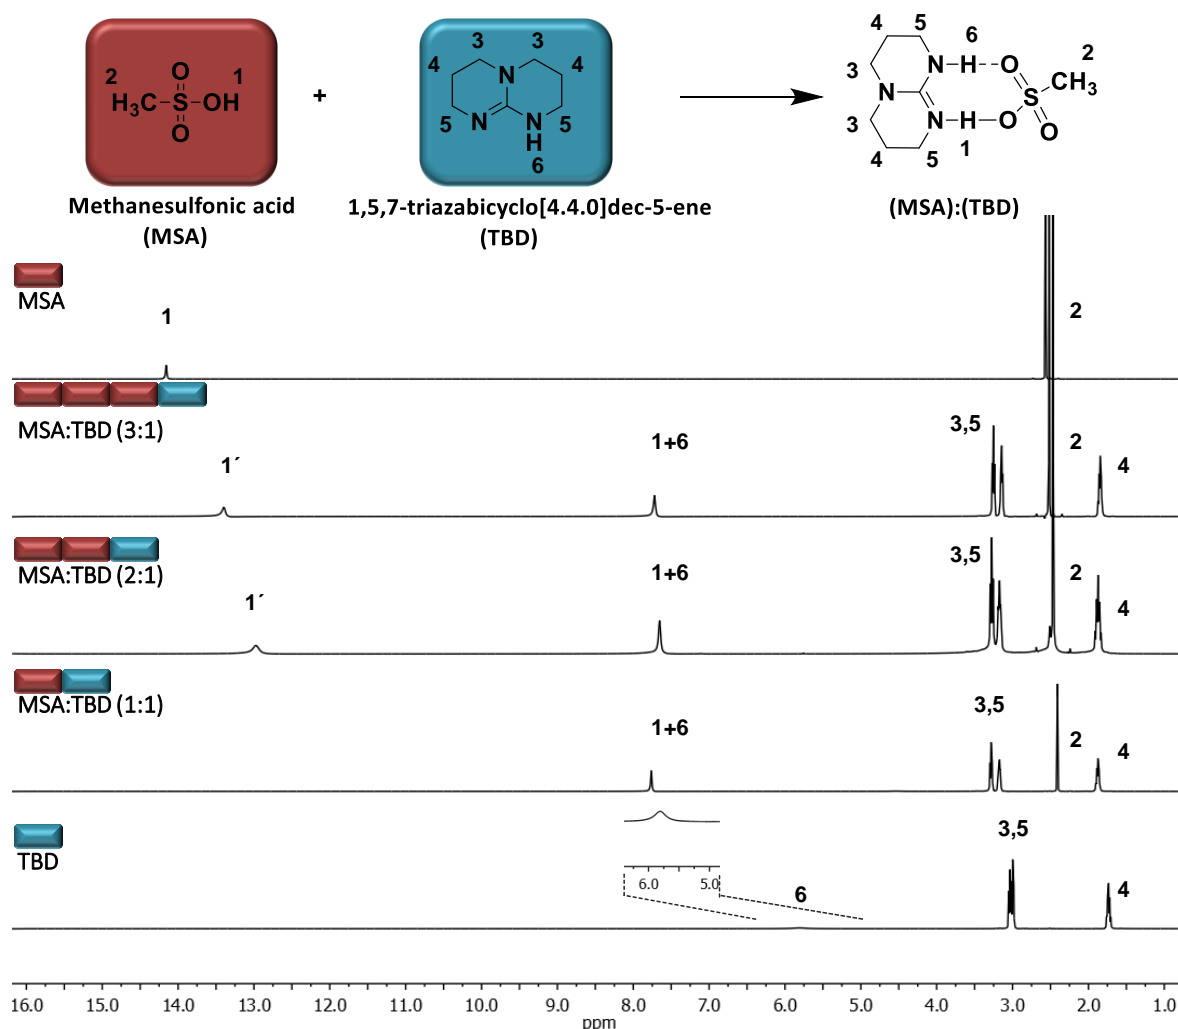 2
H₃C
O
S
O
OH
1
+
3
3
4
4
N
5
N
N
H
5
6
4
5
6
N
H
O
3
N
S
CH₃
2
3
N
H
O
O
4
5
1
Methanesulfonic acid
(MSA)
1,5,7-triazabicyclo[4.4.0]dec-5-ene
(TBD)
(MSA):(TBD)
MSA
1
2
MSA:TBD (3:1)
1´
1+6
3,5
2
4
MSA:TBD (2:1)
1´
1+6
3,5
2
4
MSA:TBD (1:1)
1+6
3,5
2
4
TBD
6.0 5.0
6
3,5
4
16.0 15.0 14.0 13.0 12.0 11.0 10.0 9.0 8.0 7.0 6.0 5.0 4.0 3.0 2.0 1.0
ppm